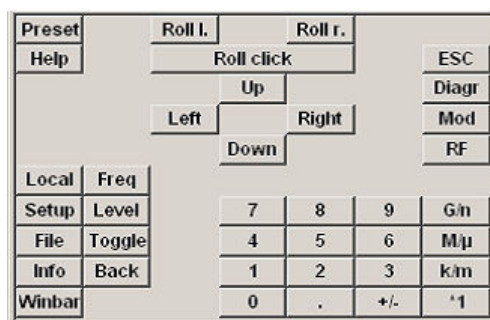 Preset Roll l. Roll r.
Help Roll click ESC
Up Diagr
Left Right Mod
Down RF
Local Freq
Setup Level 7 8 9 G/n
File Toggle 4 5 6 M/µ
Info Back 1 2 3 k/m
Winbar 0 . +/- *1